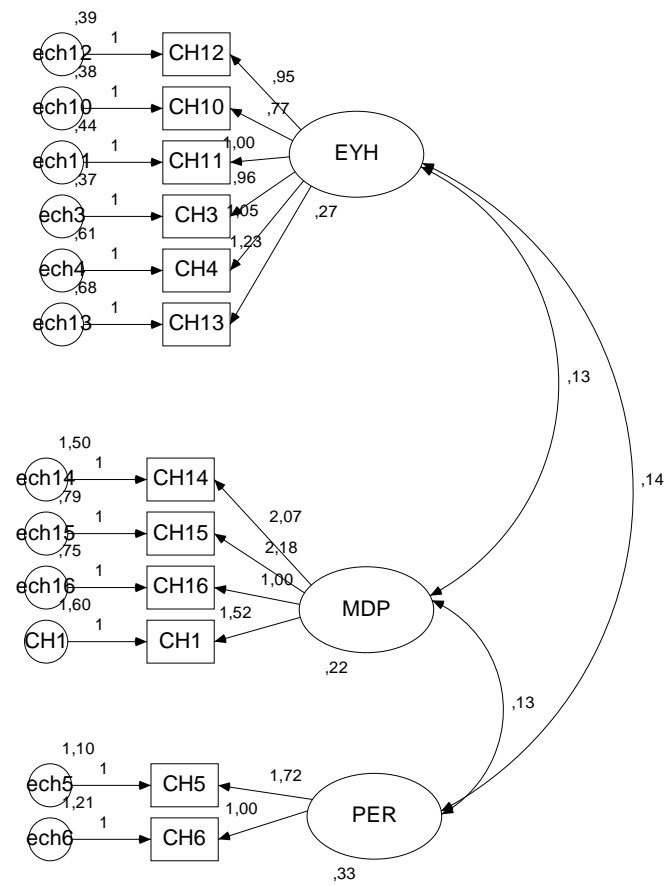 ,39
ech12 1 CH12
,38
,95
ech10 1 CH10
,77
,44
EYH
ech11 1 CH11
1,00
,37
,96
ech3 1 CH3
1,05
,27
,61
ech4 1 CH4
1,23
,68
ech13 1 CH13
,13
,14
1,50
ech14 1 CH14
,79
2,07
ech15 1 CH15
,75
2,18
ech16 1 CH16
1,00
1,60
MDP
1,52
CH1 1 CH1
,22
,13
1,10
ech5 1 CH5
1,72
1,21
1,00
PER
ech6 1 CH6
,33